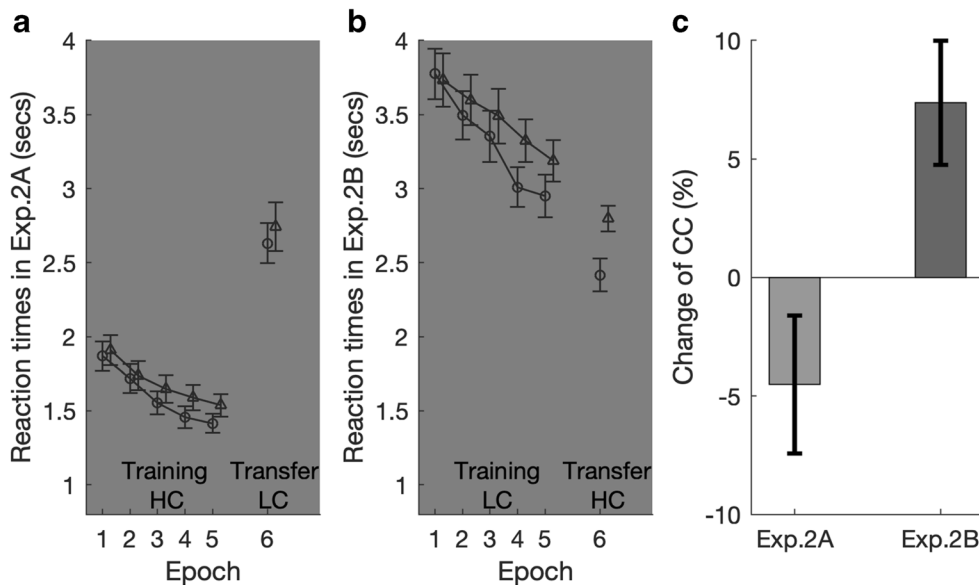 a
Reaction times in Exp.2A (secs)
4
3.5
3
2.5
2
1.5
1
Training
HC
Transfer
LC
1 2 3 4 5 6
Epoch
b
Reaction times in Exp.2B (secs)
4
3.5
3
2.5
2
1.5
1
Training
LC
Transfer
HC
1 2 3 4 5 6
Epoch
c
Change of CC (%)
10
5
0
-5
-10
Exp.2A Exp.2B